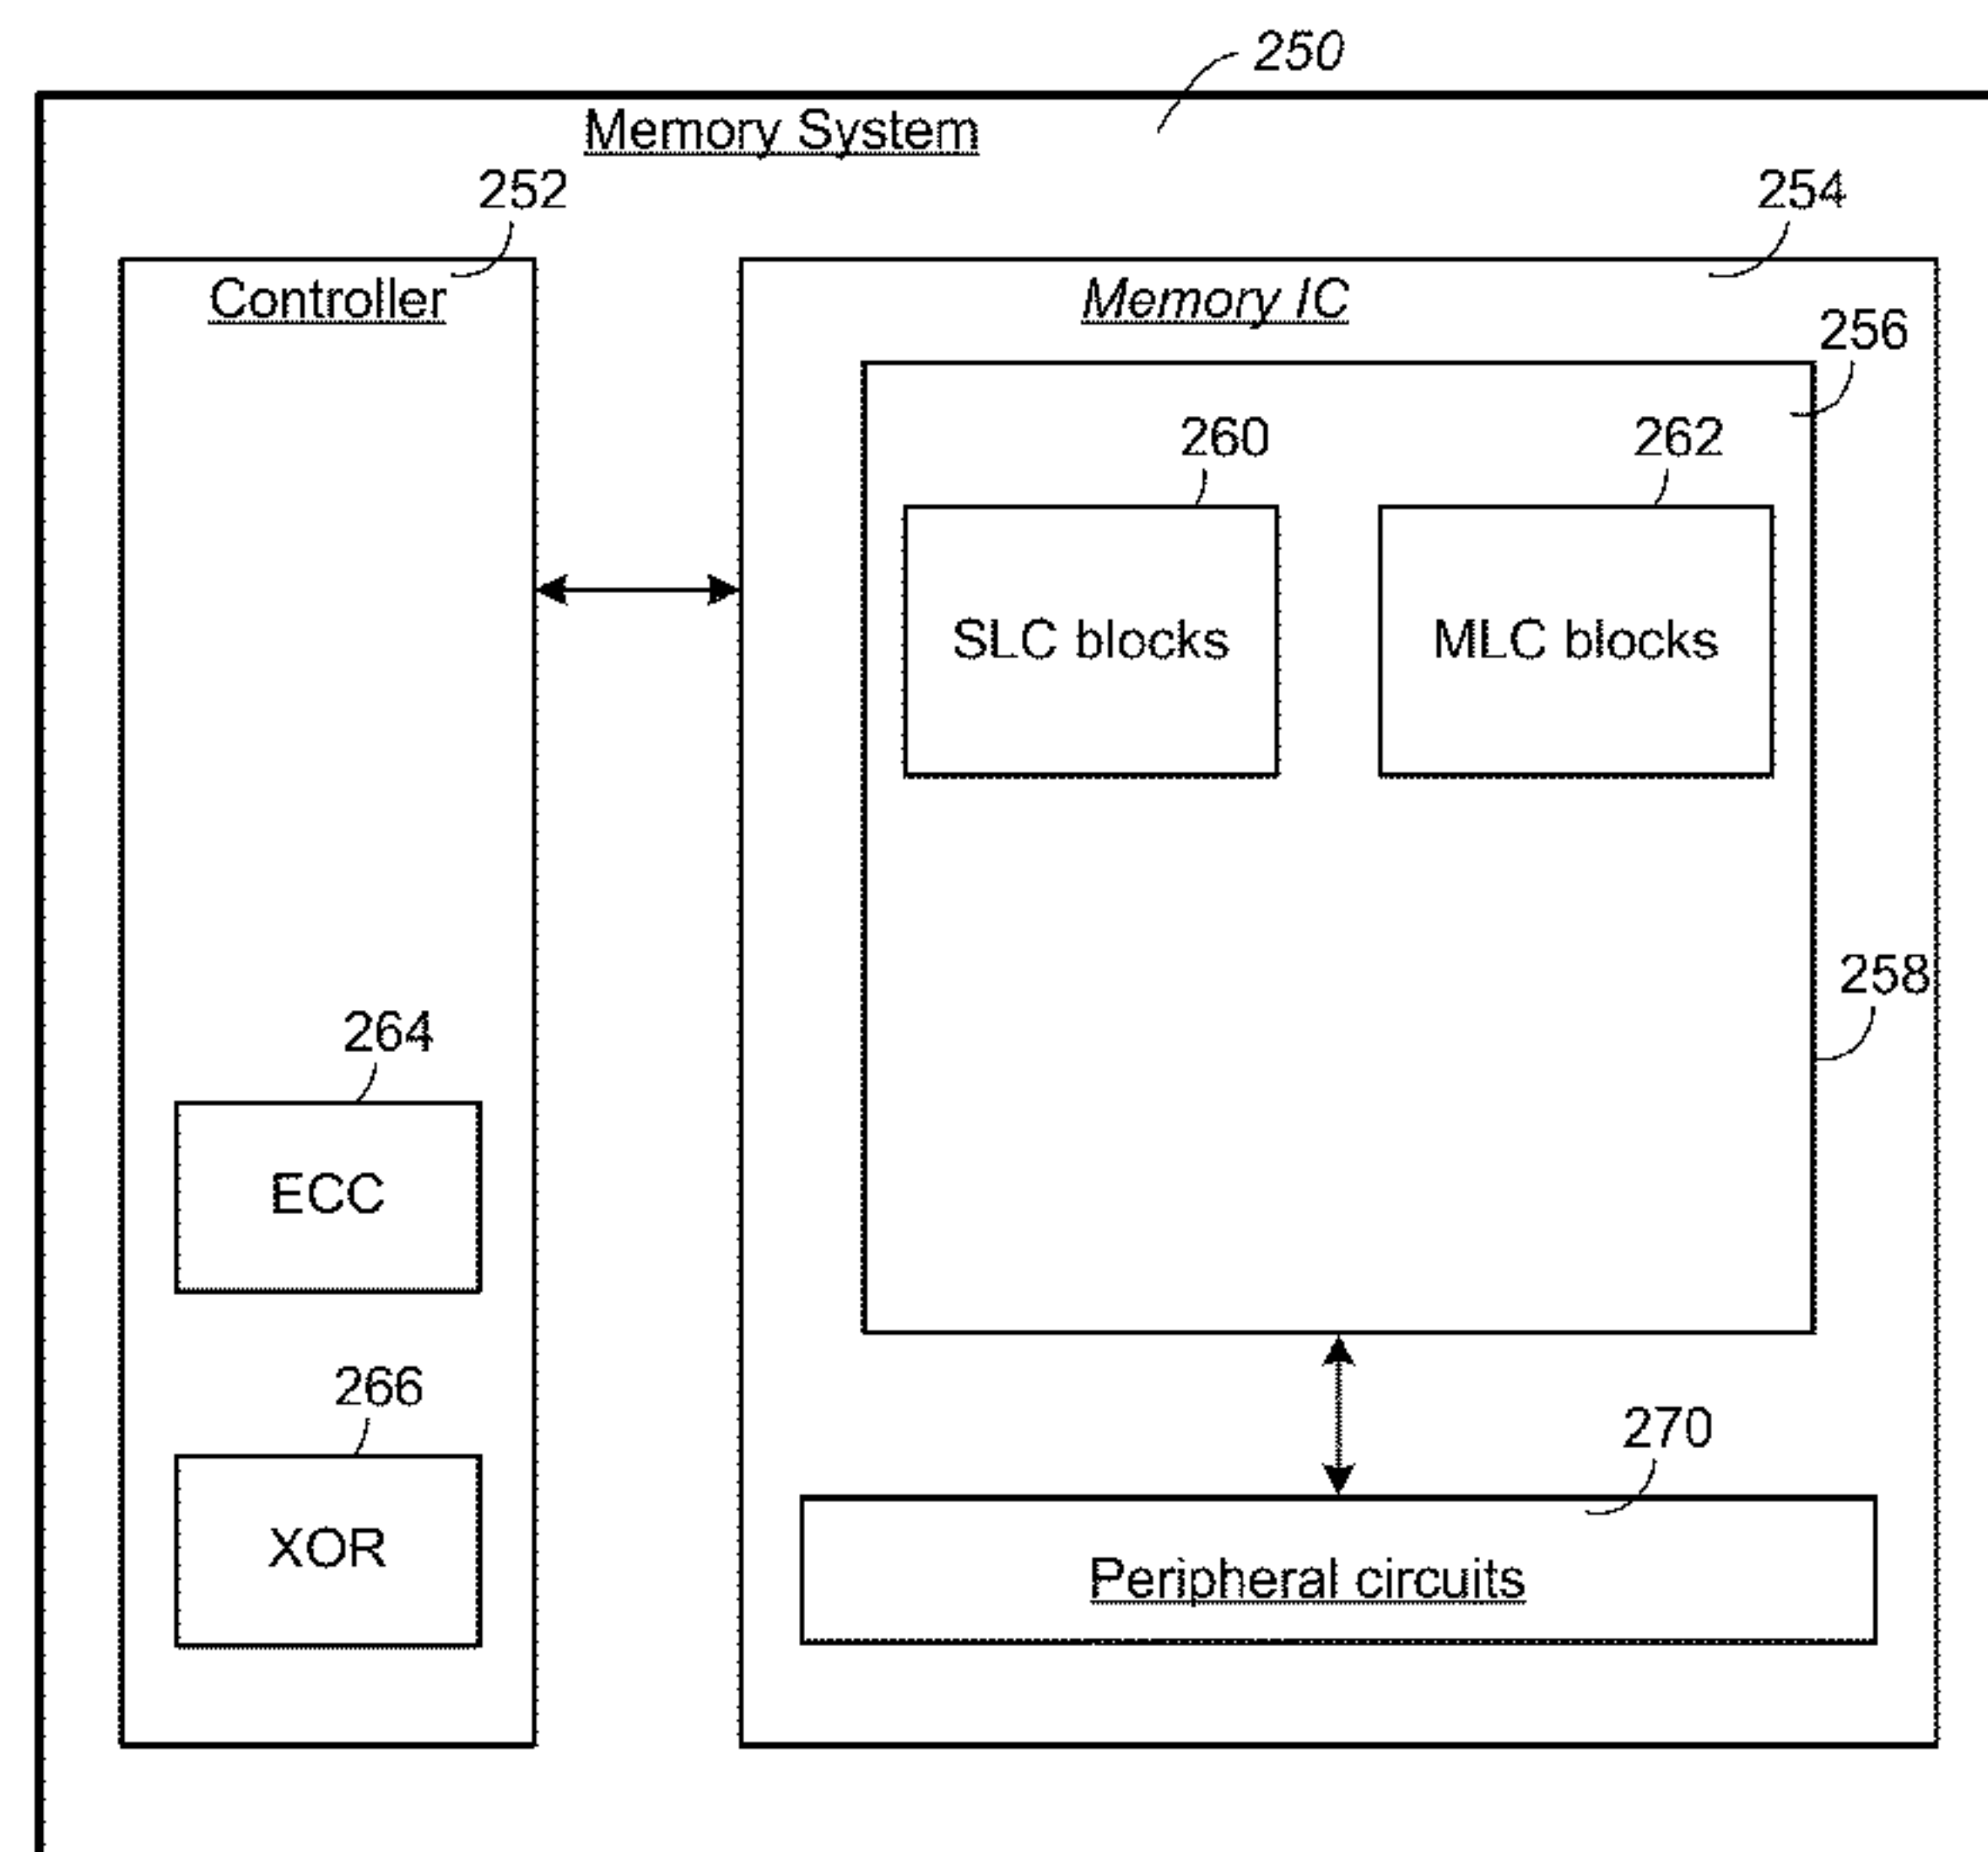 250
Memory System
252
254
Controller
Memory IC
256
260
262
SLC blocks
MLC blocks
258
264
ECC
266
270
XOR
Peripheral circuits